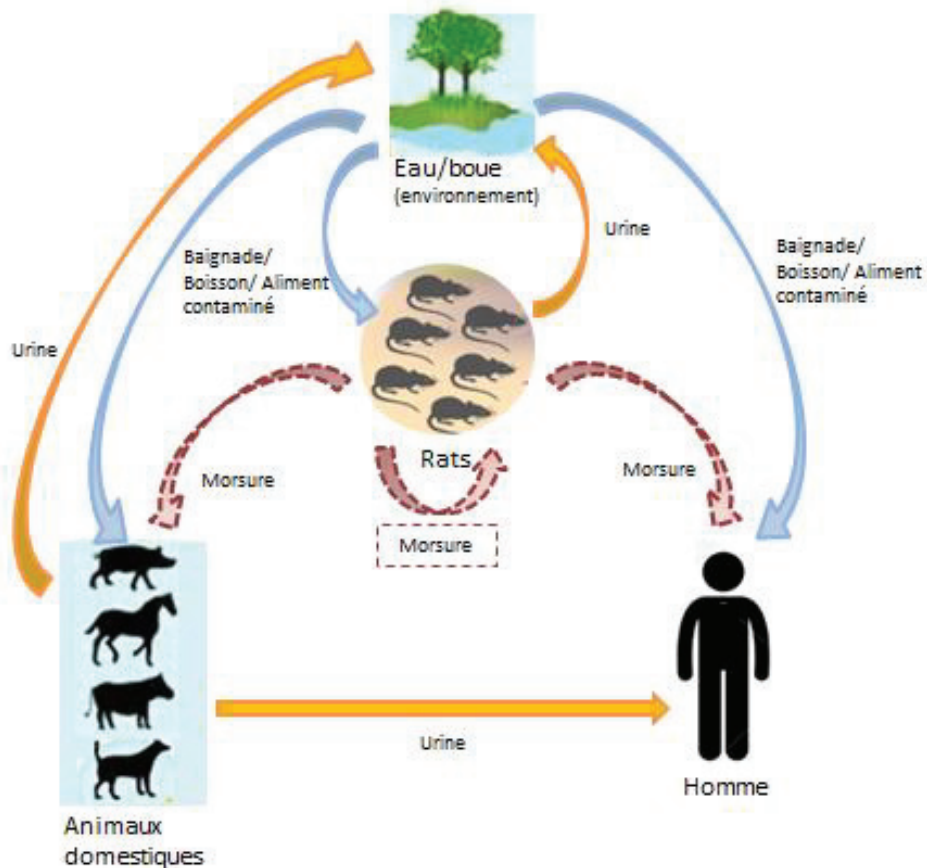 Eau/boue
(environnement)
Urine
Baignade/
Boisson/ Aliment
contaminé
Baignade/
Boisson/ Aliment
contaminé
Urine
Rats
Morsure
Morsure
Morsure
Urine
Homme
Animaux
domestiques